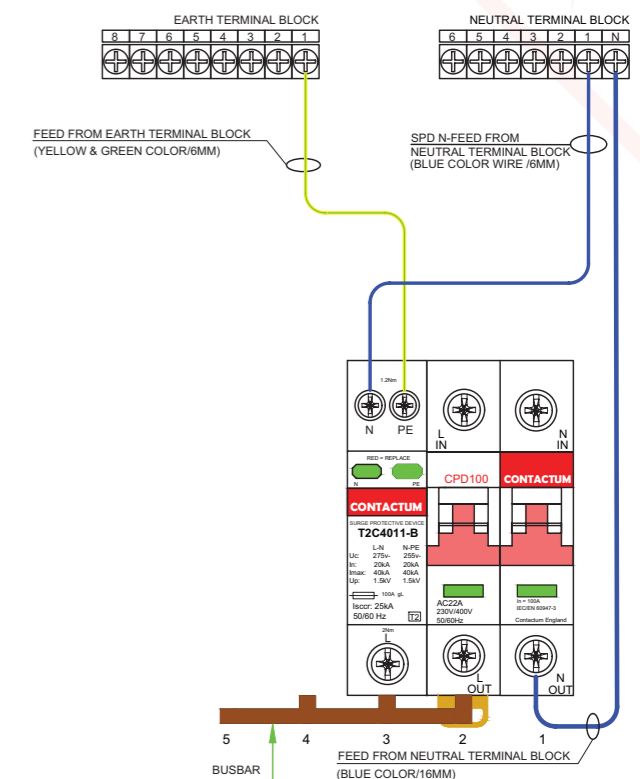 EARTH TERMINAL BLOCK
8 7 6 5 4 3 2 1
NEUTRAL TERMINAL BLOCK
6 5 4 3 2 1 N
FEED FROM EARTH TERMINAL BLOCK
(YELLOW & GREEN COLOR/6MM)
SPD N-FEED FROM
NEUTRAL TERMINAL BLOCK
(BLUE COLOR WIRE /6MM)
1.2Nm
N PE
RED = REPLACE
N PE
CONTACTUM
SURGE PROTECTIVE DEVICE
T2C4011-B
L-N N-PE
Uc: 275v- 255v-
In: 20kA 20kA
Imax: 40kA 40kA
Up: 1.5kV 1.5kV
100A gL
Isccr: 25kA
50/60 Hz T2
2Nm
L
L
IN
CPD100
AC22A
230V/400V
50/60Hz
L
OUT
N
IN
CONTACTUM
In = 100A
IEC/EN 60947-3
Contactum England
N
OUT
5 4 3 2 1
BUSBAR
FEED FROM NEUTRAL TERMINAL BLOCK
(BLUE COLOR/16MM)